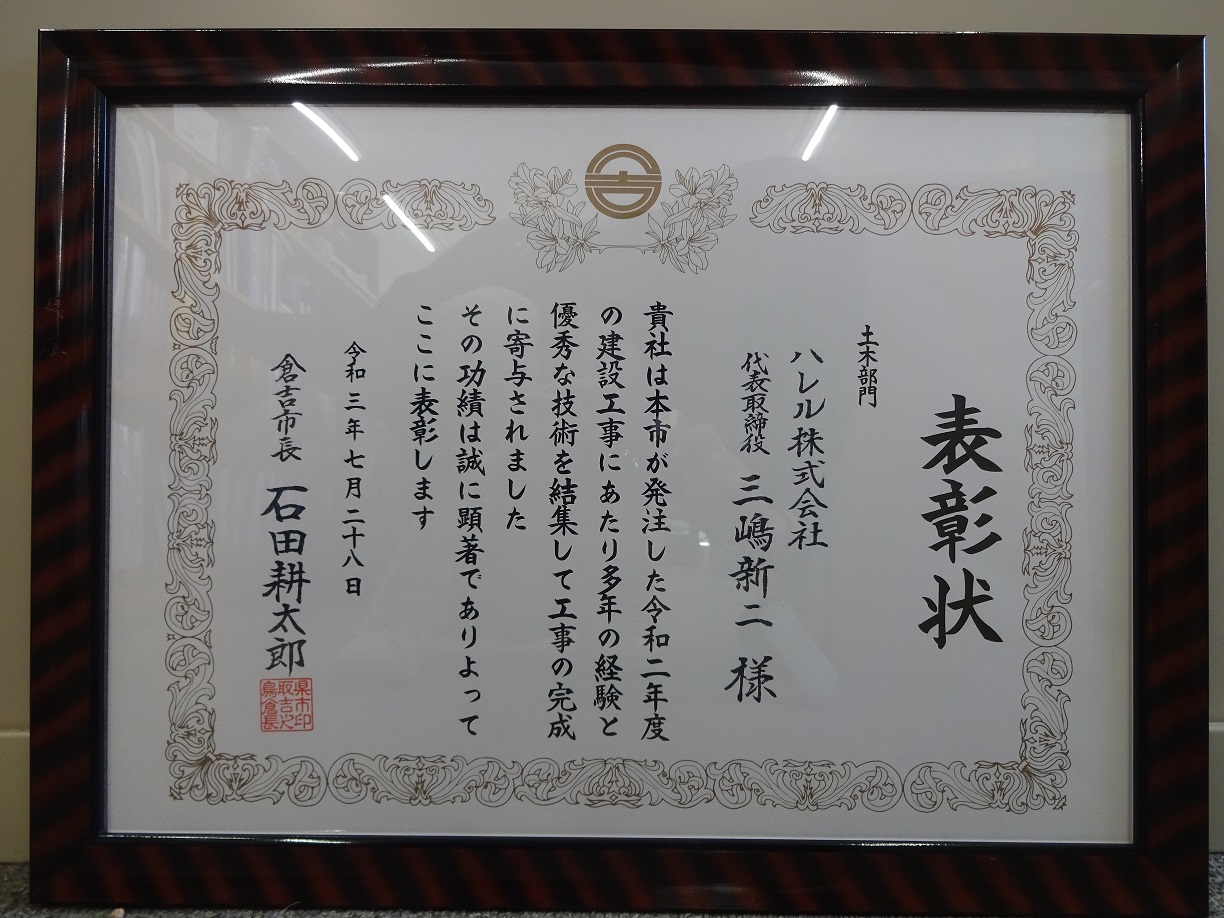 表彰状
土木部門
ハレル株式会社
代表取締役 三嶋新二 様
貴社は本市が発注した令和二年度
の建設工事にあたり多年の経験と
優秀な技術を結集して工事の完成
に寄与されました
その功績は誠に顕著でありよって
ここに表彰します
令和三年七月二十八日
倉吉市長 石田耕太郎